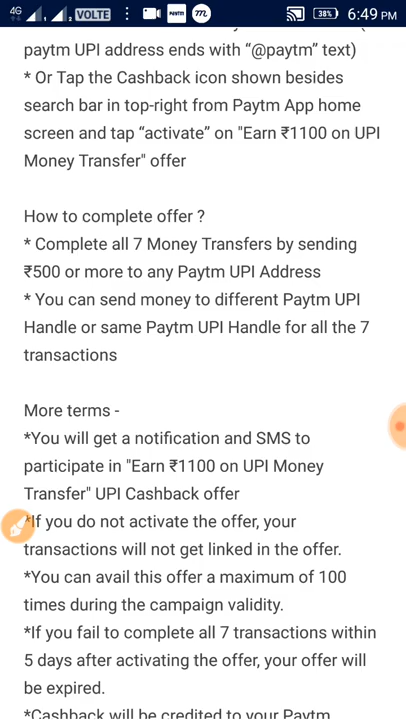 4G VOLTE 38% 6:49 PM
paytm UPI address ends with “@paytm” text)
* Or Tap the Cashback icon shown besides
search bar in top-right from Paytm App home
screen and tap “activate” on "Earn ₹1100 on UPI
Money Transfer" offer
How to complete offer ?
* Complete all 7 Money Transfers by sending
₹500 or more to any Paytm UPI Address
* You can send money to different Paytm UPI
Handle or same Paytm UPI Handle for all the 7
transactions
More terms -
*You will get a notification and SMS to
participate in "Earn ₹1100 on UPI Money
Transfer" UPI Cashback offer
*If you do not activate the offer, your
transactions will not get linked in the offer.
*You can avail this offer a maximum of 100
times during the campaign validity.
*If you fail to complete all 7 transactions within
5 days after activating the offer, your offer will
be expired.
*Cashback will be credited to your Paytm